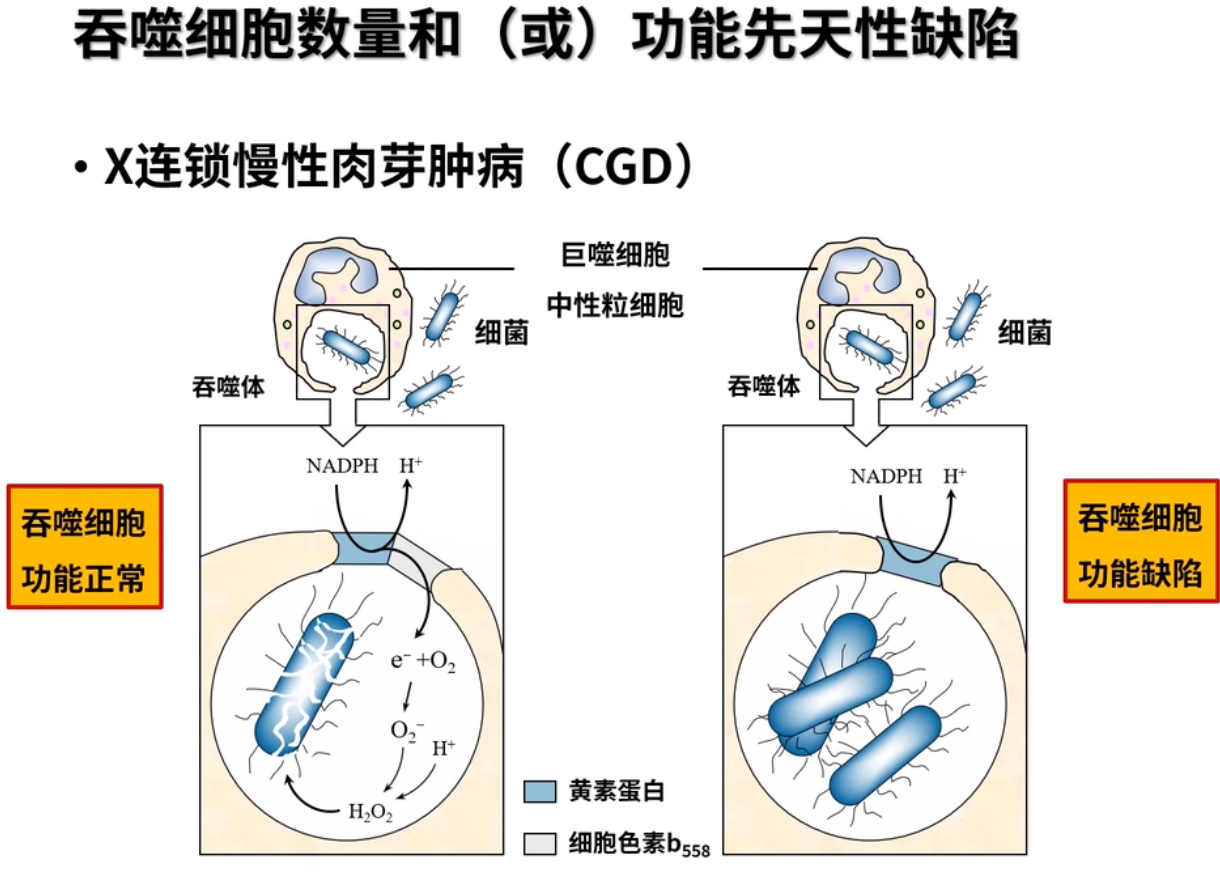 吞噬细胞数量和（或）功能先天性缺陷
• X连锁慢性肉芽肿病（CGD）
巨噬细胞
中性粒细胞
细菌
细菌
吞噬体
吞噬体
NADPH H⁺
NADPH H⁺
吞噬细胞
功能正常
吞噬细胞
功能缺陷
e⁻ +O₂
O₂⁻
H⁺
H₂O₂
黄素蛋白
细胞色素b₅₅₈